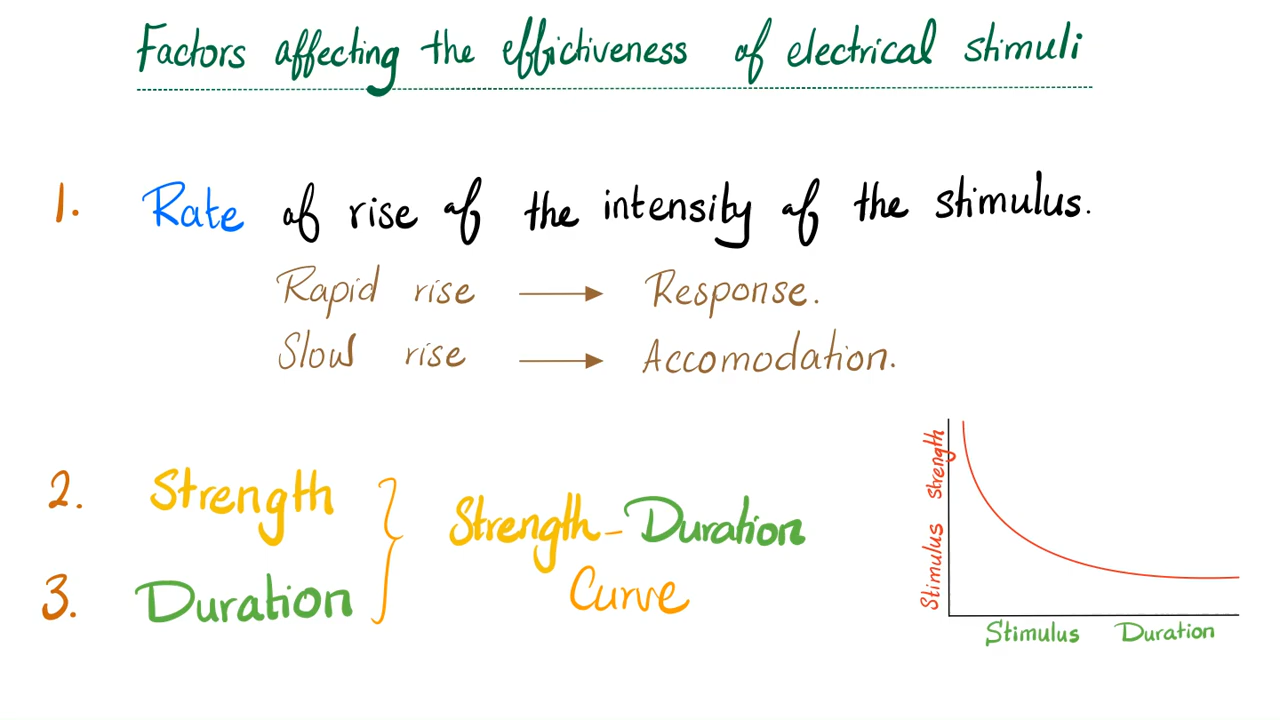 Factors affecting the effictiveness of electrical stimuli
1. Rate of rise of the intensity of the stimulus.
Rapid rise → Response.
Slow rise → Accomodation.
2. Strength
3. Duration
Strength-Duration
Curve
Stimulus Strength
Stimulus Duration